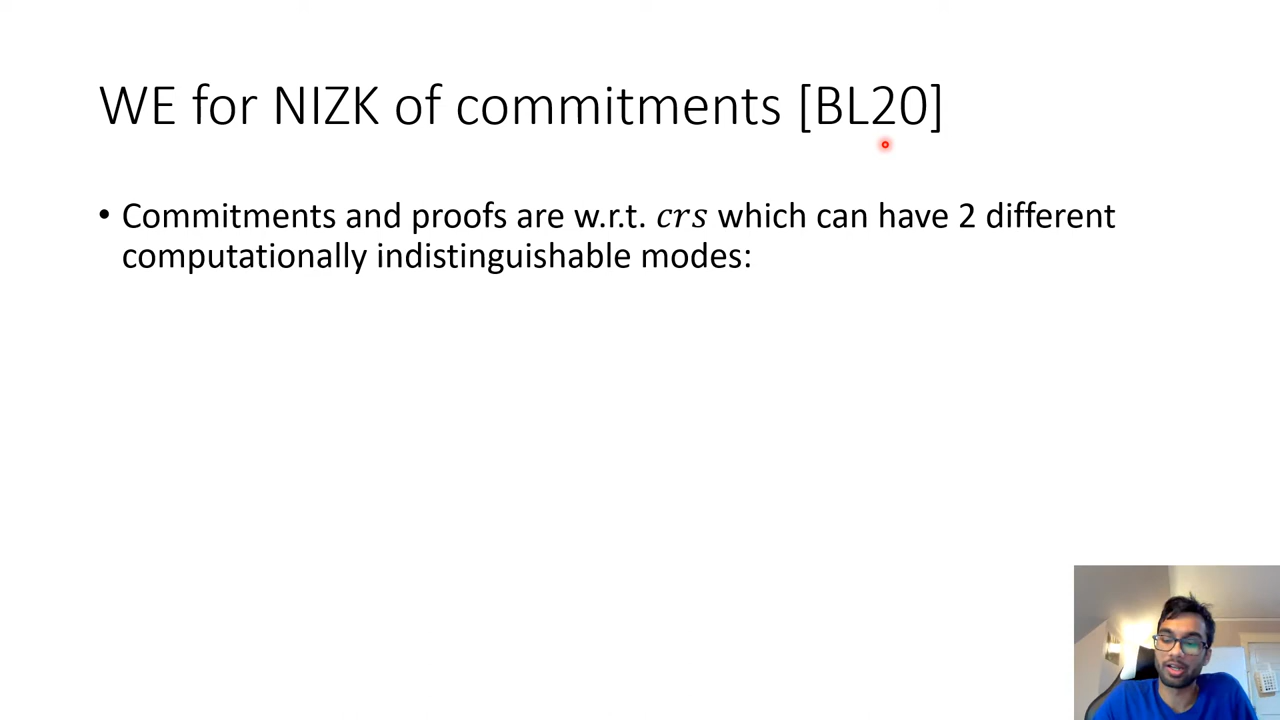 WE for NIZK of commitments [BL20]
• Commitments and proofs are w.r.t. 𝑐𝑟𝑠 which can have 2 different
computationally indistinguishable modes: